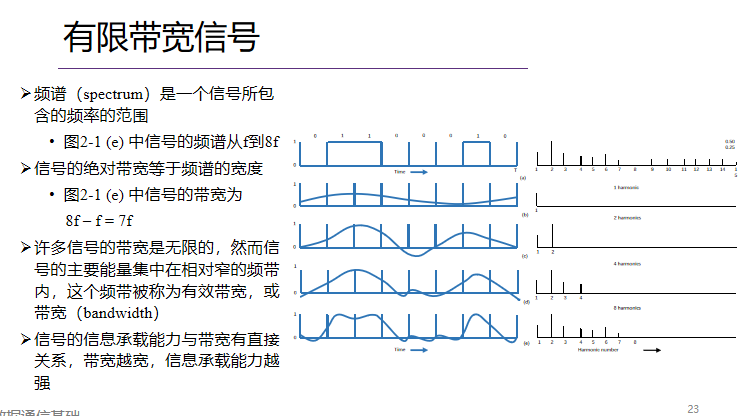 有限带宽信号
➢频谱（spectrum）是一个信号所包
含的频率的范围
• 图2-1 (e) 中信号的频谱从f到8f
➢信号的绝对带宽等于频谱的宽度
• 图2-1 (e) 中信号的带宽为
8f – f = 7f
➢许多信号的带宽是无限的，然而信
号的主要能量集中在相对窄的频带
内，这个频带被称为有效带宽，或
带宽（bandwidth）
➢信号的信息承载能力与带宽有直接
关系，带宽越宽，信息承载能力越
强
0 1 1 0 0 0 1 0
1
0
Time
T
(a)
0.50
0.25
1 2 3 4 5 6 7 8 9 10 11 12 13 14
1
0
(b)
1 harmonics
1
1
0
(c)
2 harmonics
1 2
1
0
(d)
4 harmonics
1 2 3 4
1
0
Time
(e)
8 harmonics
1 2 3 4 5 6 7 8
Harmonic number
数据通信基础
23